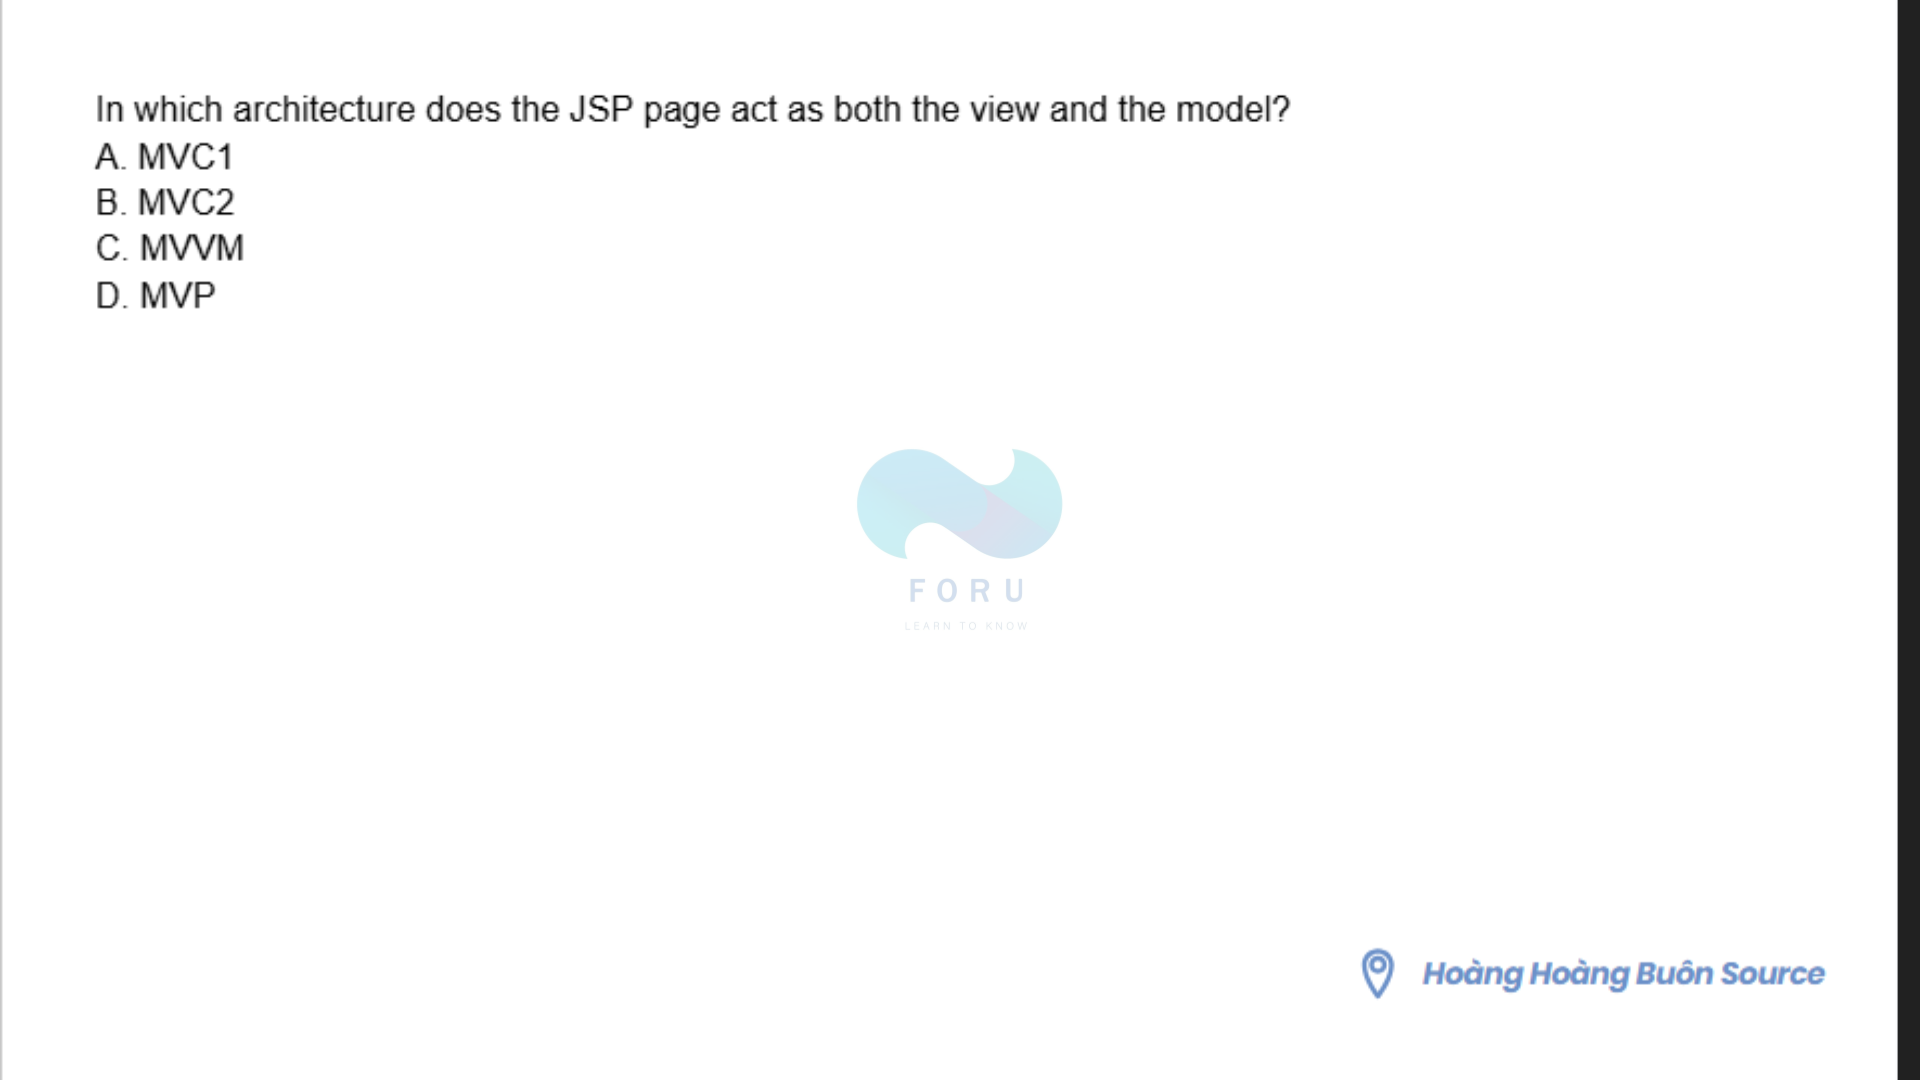 In which architecture does the JSP page act as both the view and the model?
A. MVC1
B. MVC2
C. MVVM
D. MVP
FORU
LEARN TO KNOW
Hoàng Hoàng Buôn Source